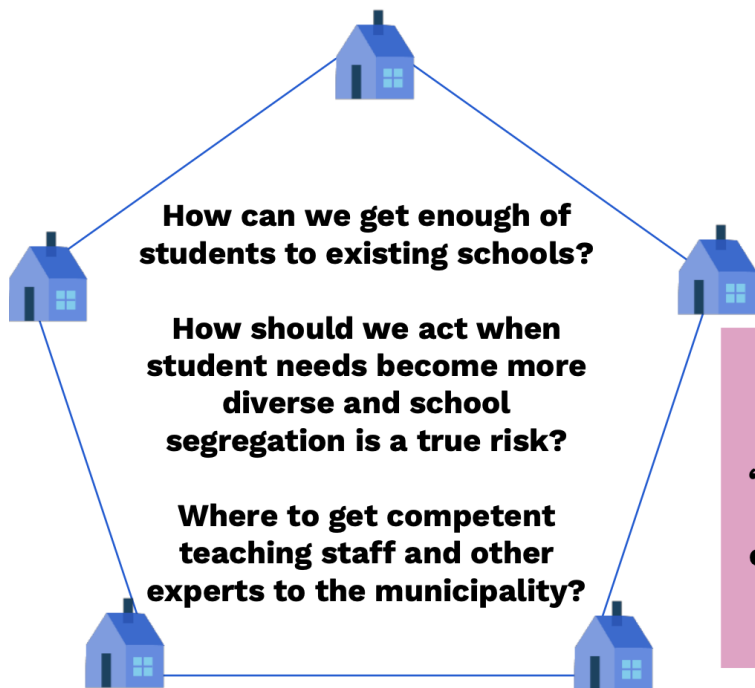 How can we get enough of
students to existing schools?
How should we act when
student needs become more
diverse and school
segregation is a true risk?
Where to get competent
teaching staff and other
experts to the municipality?